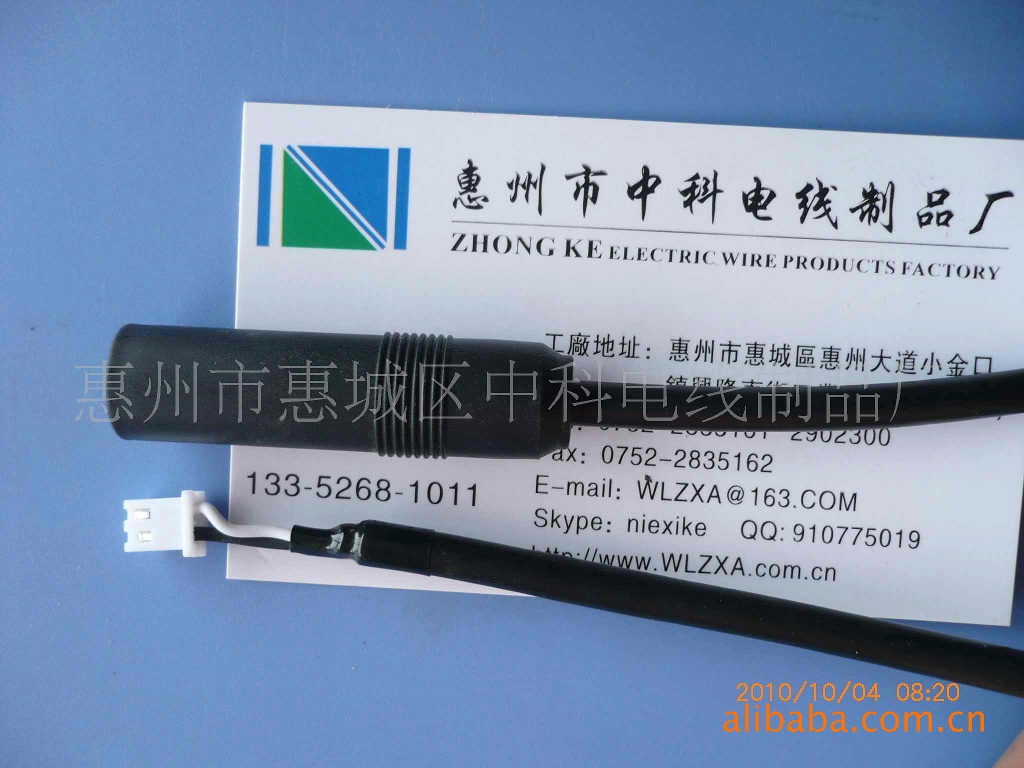 惠州市中科电线制品厂
ZHONG KE ELECTRIC WIRE PRODUCTS FACTORY
工廠地址：惠州市惠城區惠州大道小金口
惠州市惠城区中科电线制品厂
2902300
Fax: 0752-2835162
133-5268-1011
E-mail: WLZXA@163.COM
Skype: niexike QQ: 910775019
http://www.WLZXA.com.cn
2010/10/04 08:20
alibaba.com.cn